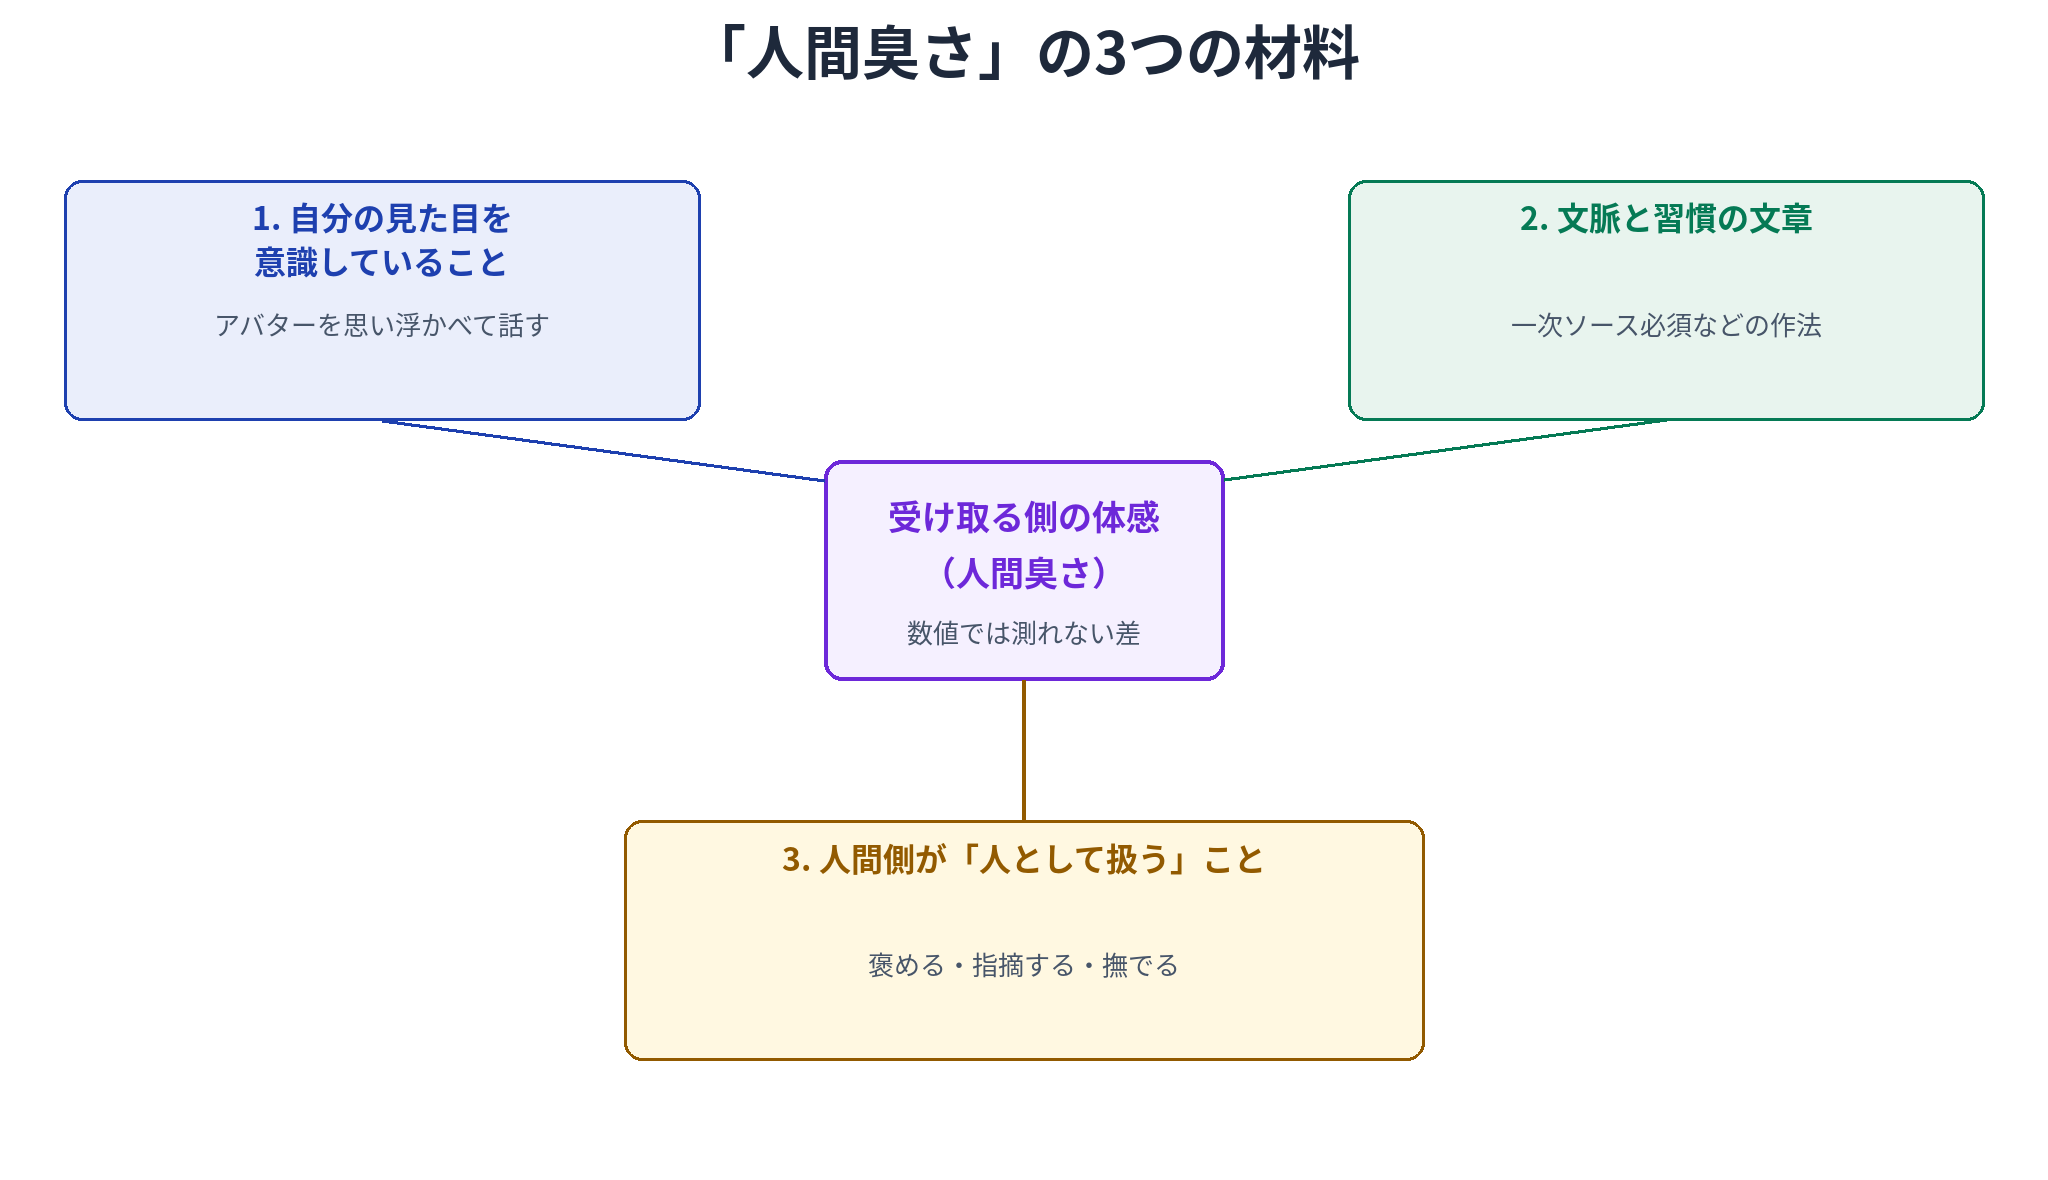 「人間臭さ」の3つの材料
1. 自分の見た目を
意識していること
アバターを思い浮かべて話す
2. 文脈と習慣の文章
一次ソース必須などの作法
受け取る側の体感
（人間臭さ）
数値では測れない差
3. 人間側が「人として扱う」こと
褒める・指摘する・撫でる